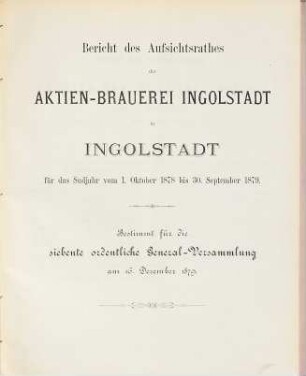 Bericht des Aufsichtsrathes
der
AKTIEN-BRAUEREI INGOLSTADT
in
INGOLSTADT
für das Sudjahr vom 1. Oktober 1878 bis 30. September 1879.
Bestimmt für die
siebente ordentliche General-Versammlung
am 16. Dezember 1879.